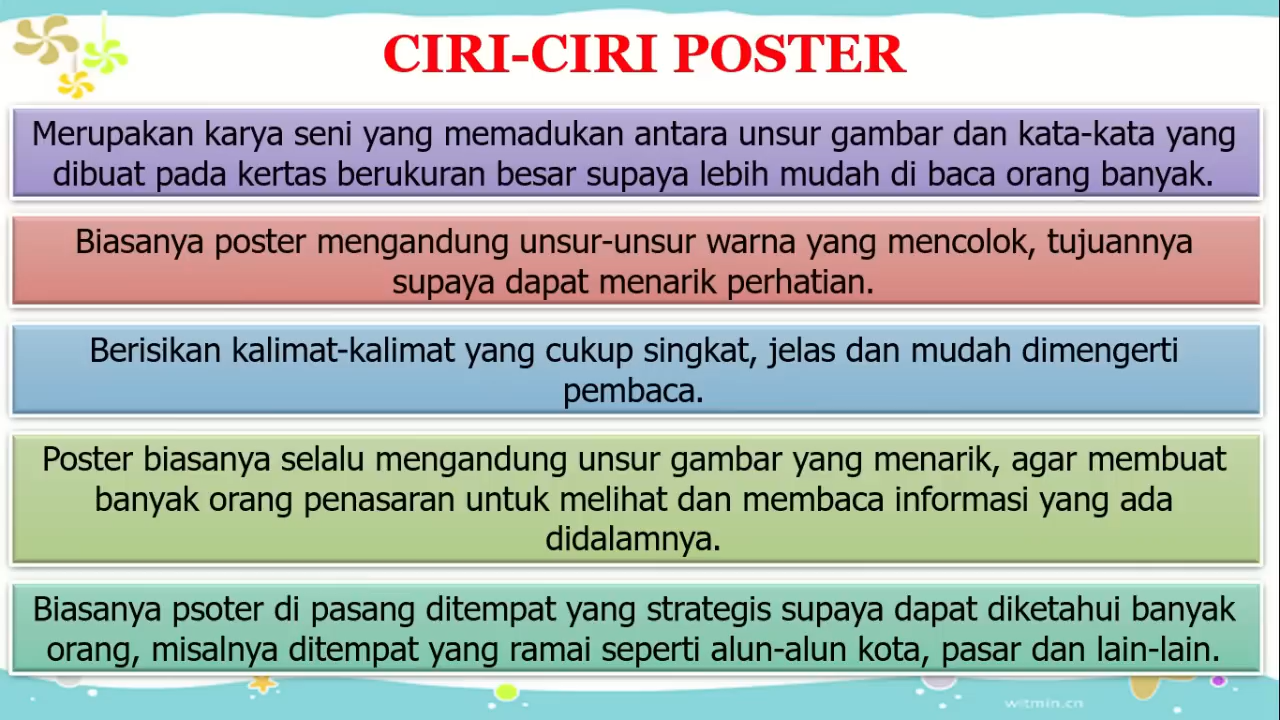 CIRI-CIRI POSTER
Merupakan karya seni yang memadukan antara unsur gambar dan kata-kata yang
dibuat pada kertas berukuran besar supaya lebih mudah di baca orang banyak.
Biasanya poster mengandung unsur-unsur warna yang mencolok, tujuannya
supaya dapat menarik perhatian.
Berisikan kalimat-kalimat yang cukup singkat, jelas dan mudah dimengerti
pembaca.
Poster biasanya selalu mengandung unsur gambar yang menarik, agar membuat
banyak orang penasaran untuk melihat dan membaca informasi yang ada
didalamnya.
Biasanya psoter di pasang ditempat yang strategis supaya dapat diketahui banyak
orang, misalnya ditempat yang ramai seperti alun-alun kota, pasar dan lain-lain.
witmin.cn